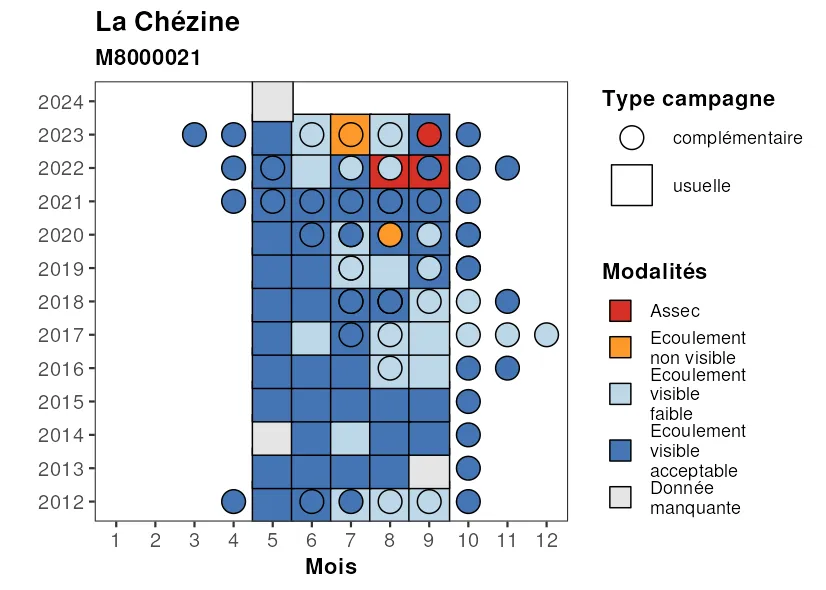 La Chézine
M8000021
2024
2023
2022
2021
2020
2019
2018
2017
2016
2015
2014
2013
2012
1 2 3 4 5 6 7 8 9 10 11 12
Mois
Type campagne
complémentaire
usuelle
Modalités
Assec
Ecoulement
non visible
Ecoulement
visible
faible
Ecoulement
visible
acceptable
Donnée
manquante